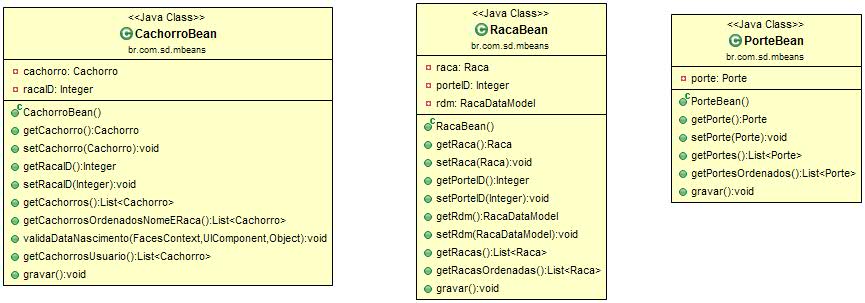 <<Java Class>>
CachorroBean
br.com.sd.mbeans
cachorro: Cachorro
racaID: Integer
CachorroBean()
getCachorro():Cachorro
setCachorro(Cachorro):void
getRacaID():Integer
setRacaID(Integer):void
getCachorros():List<Cachorro>
getCachorrosOrdenadosNomeERaca():List<Cachorro>
validaDataNascimento(FacesContext,UIComponent,Object):void
getCachorrosUsuario():List<Cachorro>
gravar():void
<<Java Class>>
RacaBean
br.com.sd.mbeans
raca: Raca
porteID: Integer
rdm: RacaDataModel
RacaBean()
getRaca():Raca
setRaca(Raca):void
getPorteID():Integer
setPorteID(Integer):void
getRdm():RacaDataModel
setRdm(RacaDataModel):void
getRacas():List<Raca>
getRacasOrdenadas():List<Raca>
gravar():void
<<Java Class>>
PorteBean
br.com.sd.mbeans
porte: Porte
PorteBean()
getPorte():Porte
setPorte(Porte):void
getPortes():List<Porte>
getPortesOrdenados():List<Porte>
gravar():void